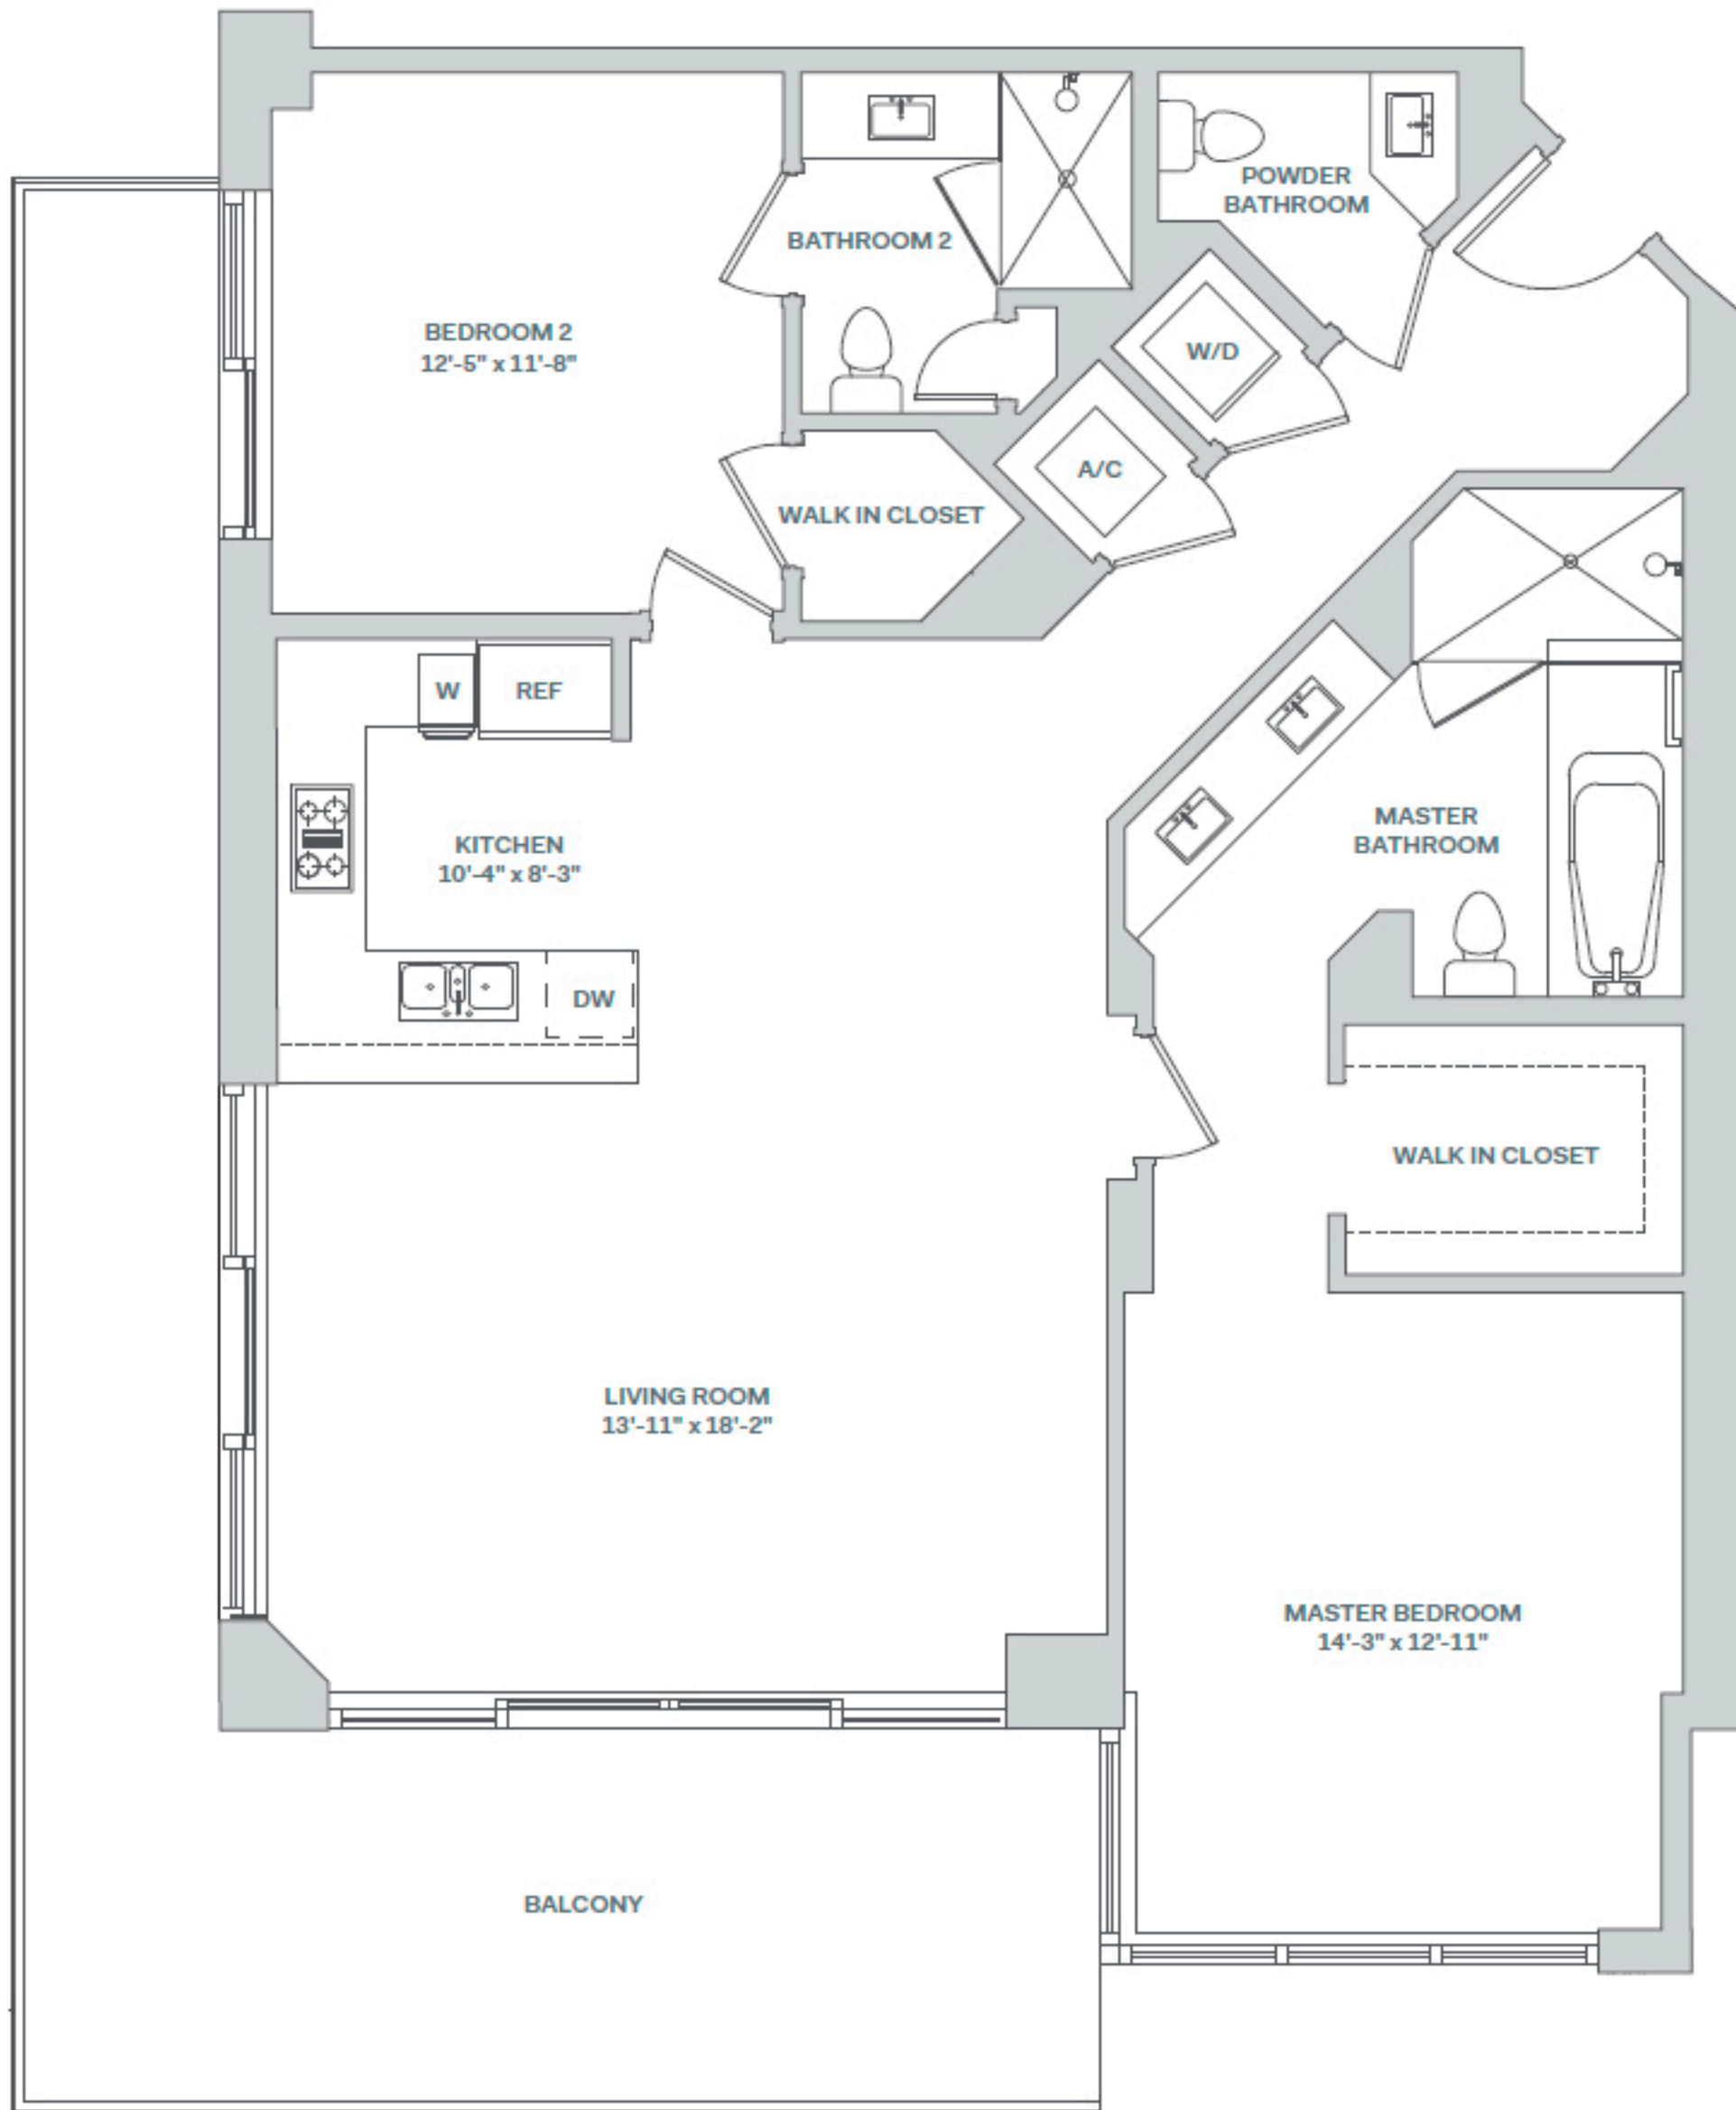 POWDER
BATHROOM
BATHROOM 2
BEDROOM 2
12'-5" x 11'-8"
W/D
A/C
WALK IN CLOSET
W
REF
KITCHEN
10'-4" x 8'-3"
MASTER
BATHROOM
DW
WALK IN CLOSET
LIVING ROOM
13'-11" x 18'-2"
MASTER BEDROOM
14'-3" x 12'-11"
BALCONY